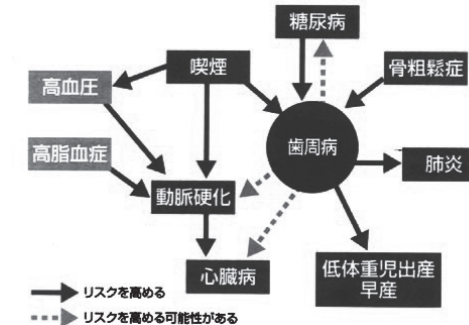 糖尿病
喫煙
骨粗鬆症
高血圧
歯周病
高脂血症
肺炎
動脈硬化
心臓病
低体重児出産
早産
リスクを高める
リスクを高める可能性がある